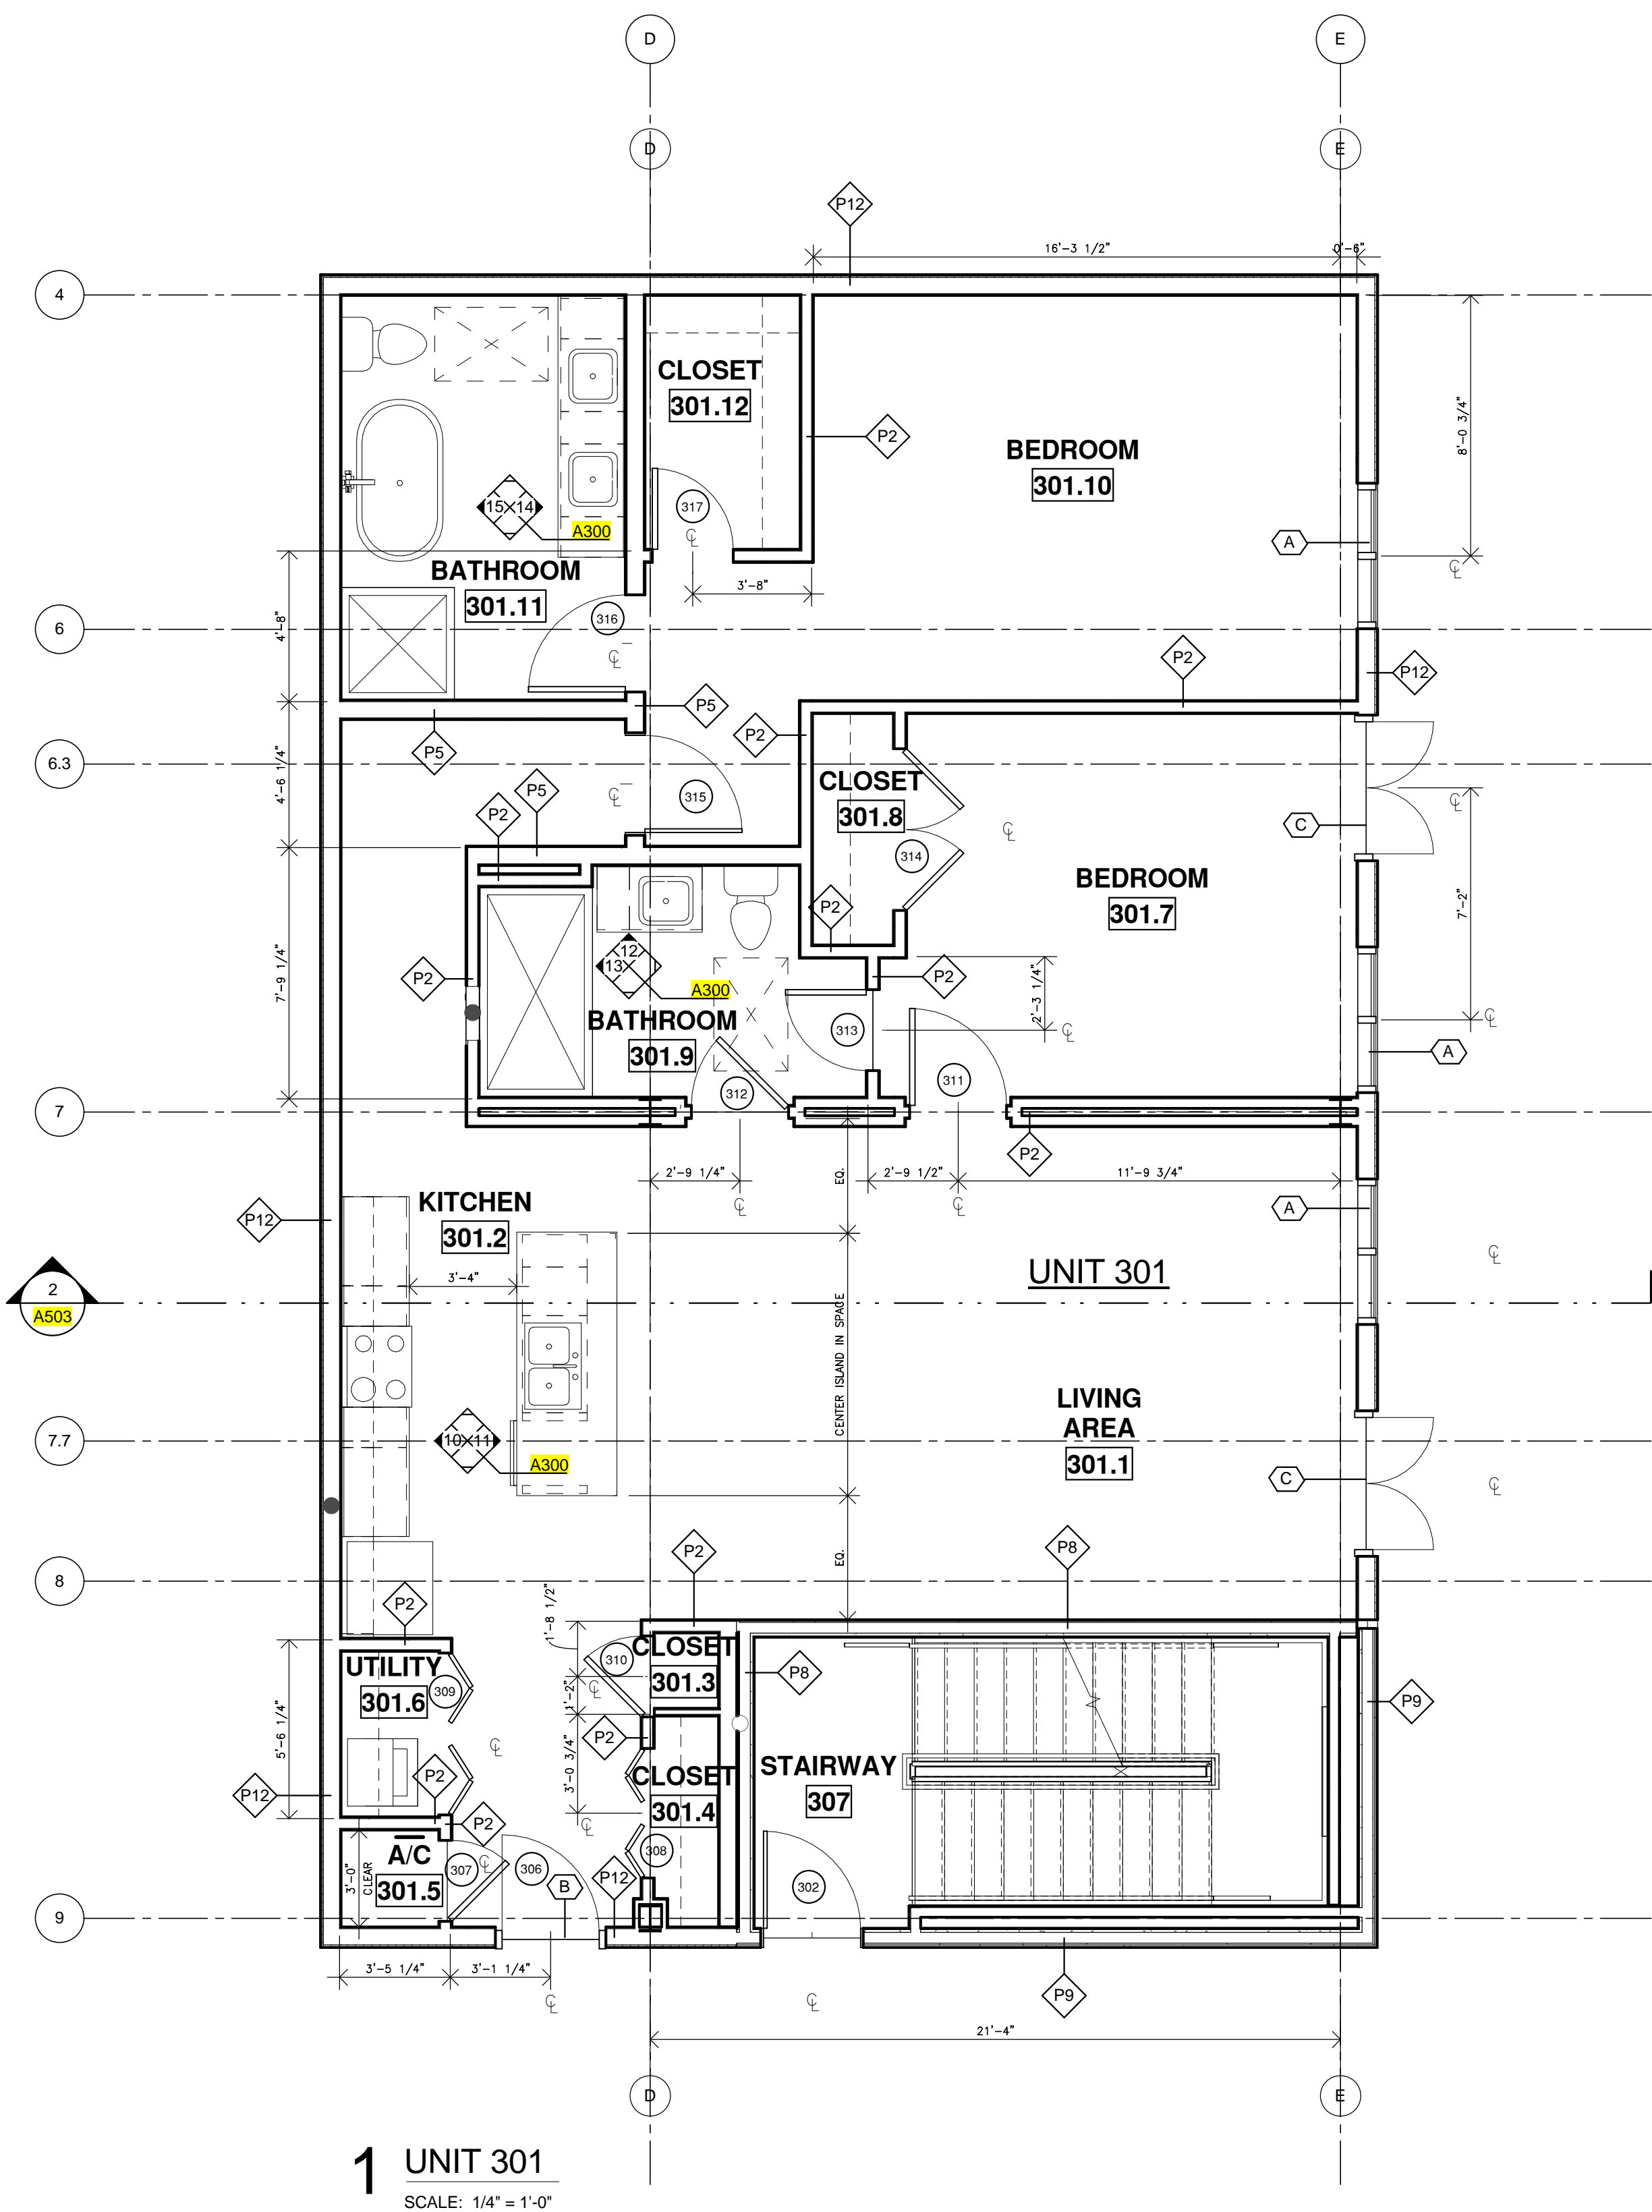 D
E
D
E
P12
16'-3 1/2"
0'-6"
4
CLOSET
301.12
P2
BEDROOM
301.10
8'-0 3/4"
15
14
A300
317
A
BATHROOM
301.11
3'-8"
316
4'-8"
6
P2
P12
P5
P2
P5
6.3
4'-6 1/4"
P5
P2
315
CLOSET
301.8
314
C
BEDROOM
301.7
7'-2"
P2
12
13
A300
P2
P2
7'-9 1/4"
2'-3 1/4"
BATHROOM
301.9
313
312
311
A
7
P2
2'-9 1/4"
2'-9 1/2"
11'-9 3/4"
EQ.
KITCHEN
301.2
P12
A
3'-4"
UNIT 301
2
A503
CENTER ISLAND IN SPACE
LIVING
AREA
301.1
7.7
10
11
A300
C
P2
P8
EQ.
8
P2
1'-8 1/2"
310
CLOSET
301.3
UTILITY
301.6
309
P8
1'-2"
P9
5'-6 1/4"
P2
3'-0 3/4"
CLOSET
301.4
STAIRWAY
307
P12
P2
P2
A/C
301.5
3'-0"
CLEAR
307
306
308
B
P12
302
9
3'-5 1/4"
3'-1 1/4"
P9
21'-4"
D
E
1
UNIT 301
SCALE: 1/4" = 1'-0"